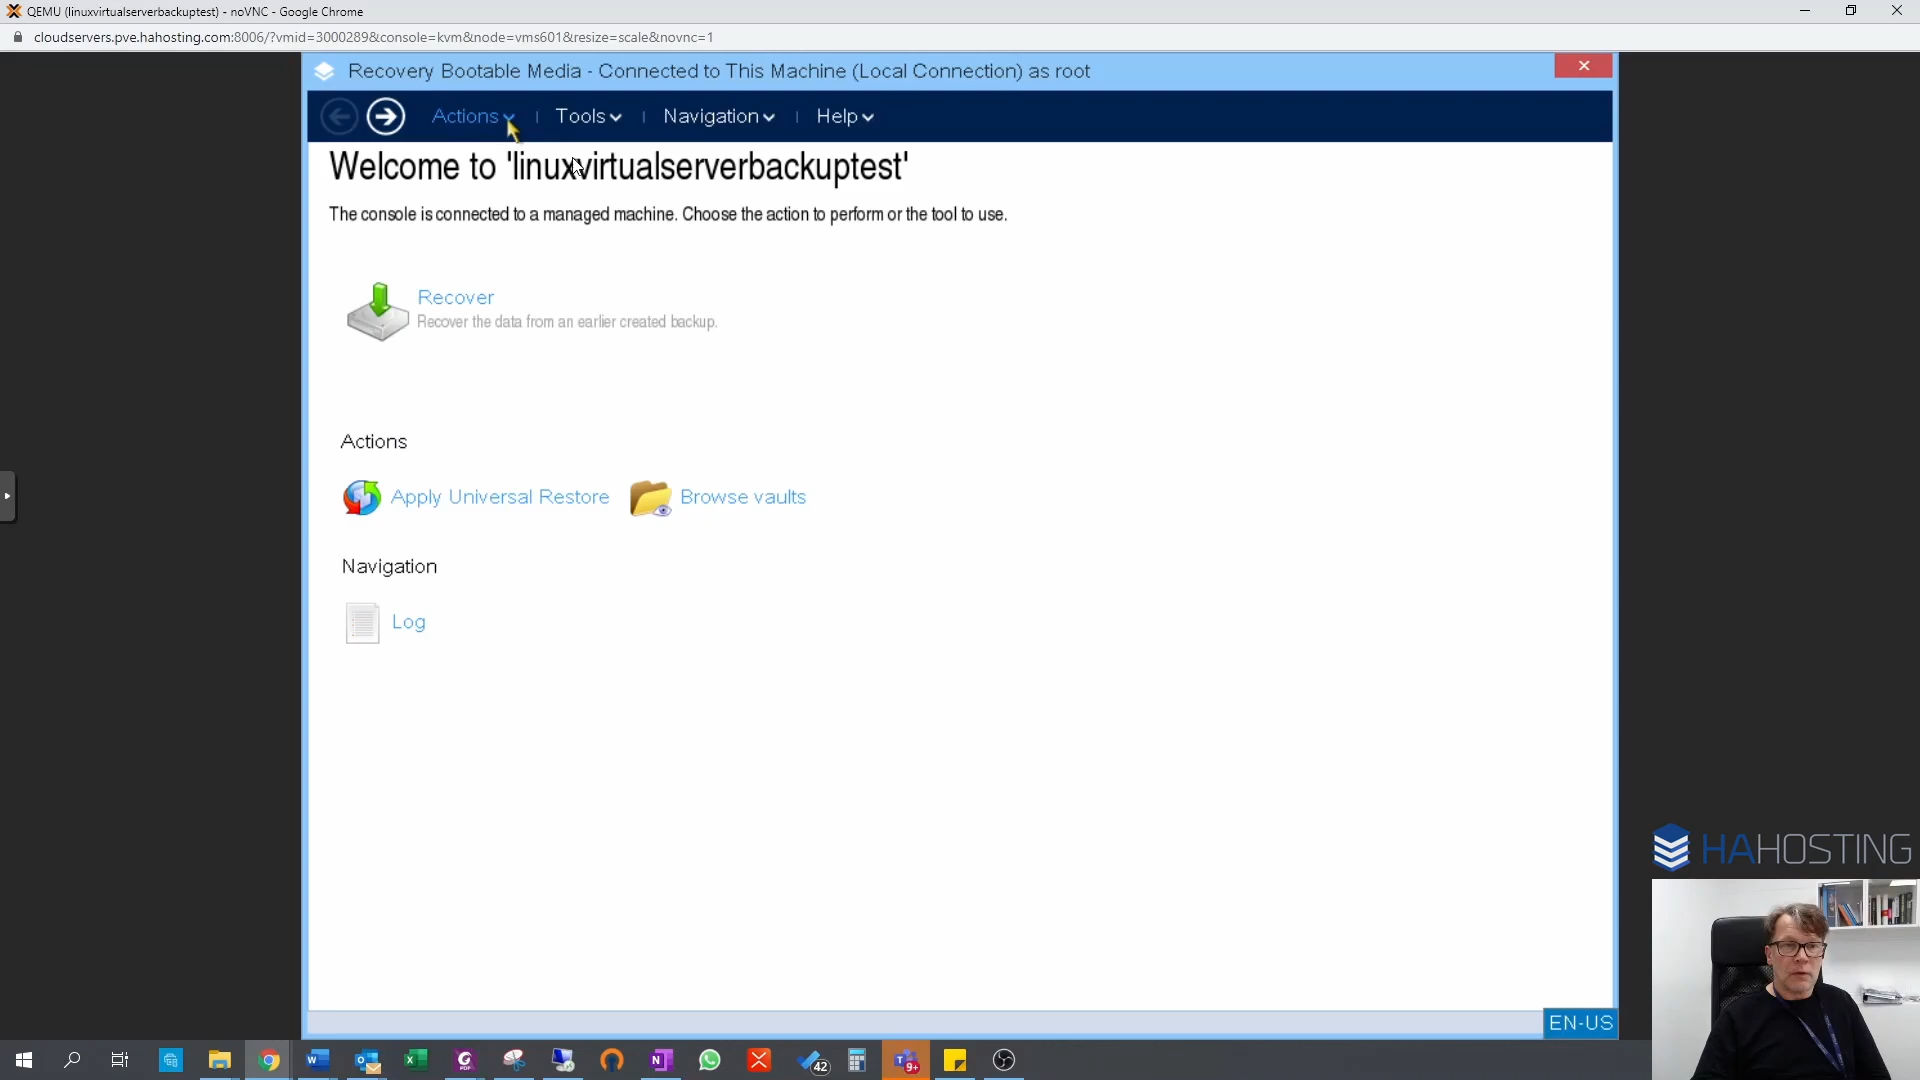 QEMU (linuxvirtualserverbackuptest) - noVNC - Google Chrome
cloudservers.pve.hahosting.com:8006/?vmid=3000289&console=kvm&node=vms601&resize=scale&novnc=1
Recovery Bootable Media - Connected to This Machine (Local Connection) as root
Actions | Tools | Navigation | Help
Welcome to 'linuxvirtualserverbackuptest'
The console is connected to a managed machine. Choose the action to perform or the tool to use.
Recover
Recover the data from an earlier created backup.
Actions
Apply Universal Restore Browse vaults
Navigation
Log
HAHOSTING
EN-US
42
9+